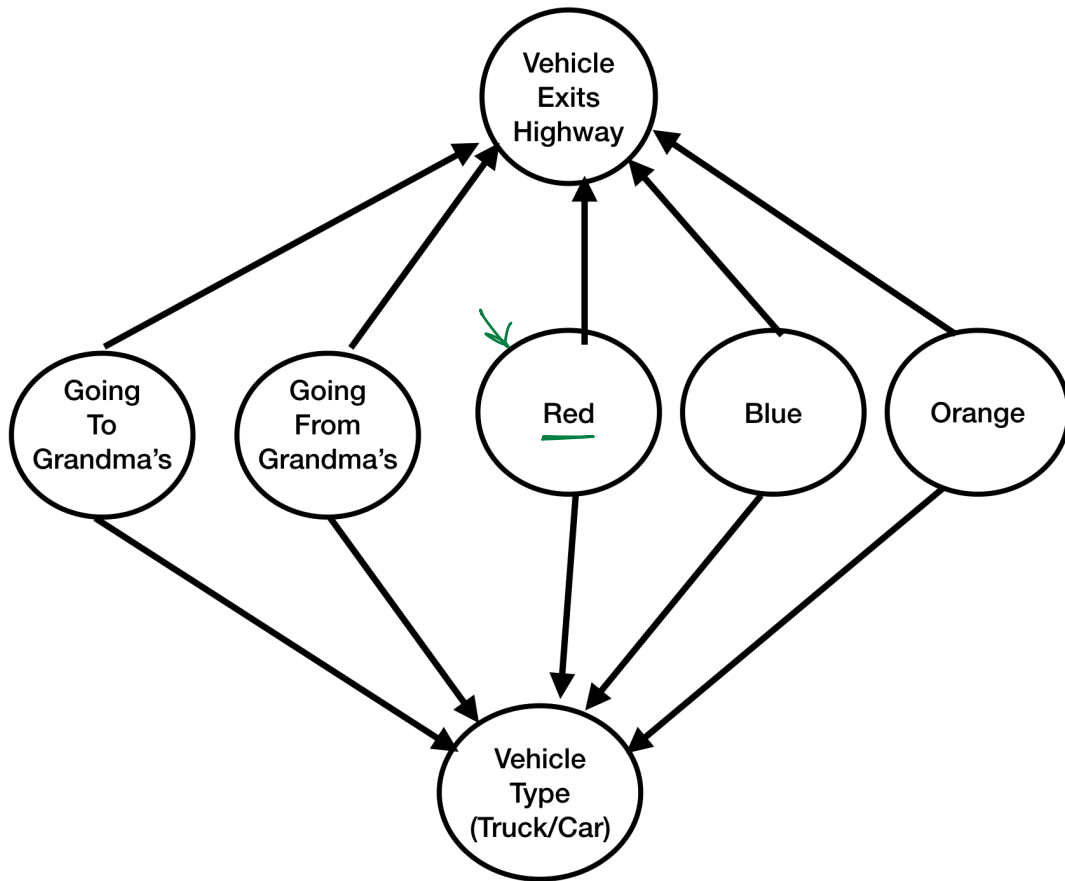 Vehicle
Exits
Highway
Going
To
Grandma's
Going
From
Grandma's
Red
Blue
Orange
Vehicle
Type
(Truck/Car)